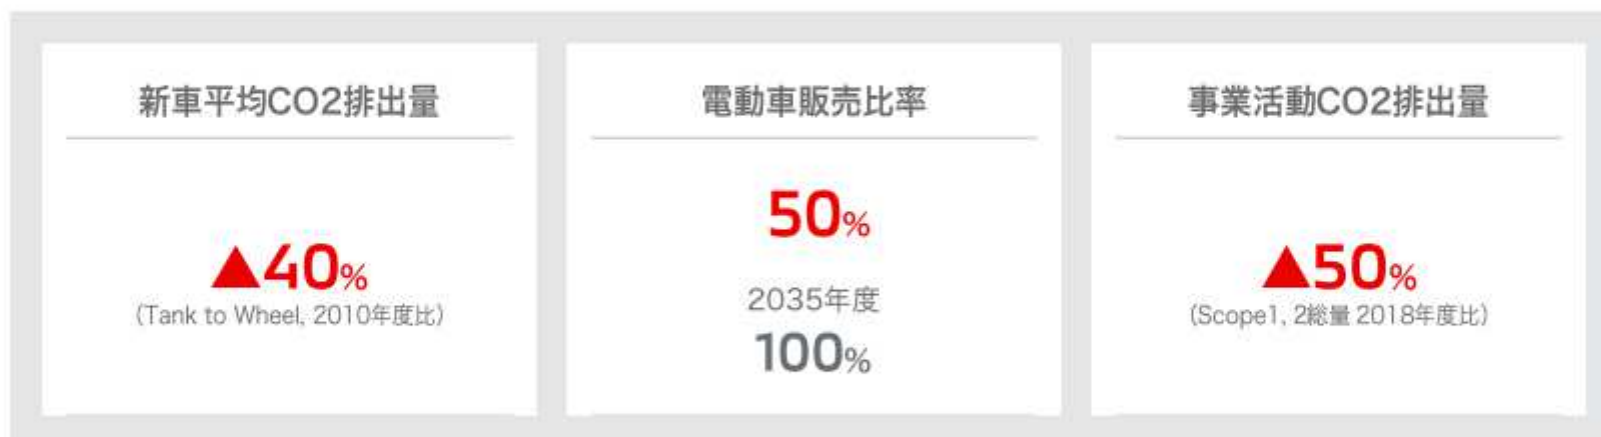 新車平均CO2排出量
▲40%
(Tank to Wheel, 2010年度比)
電動車販売比率
50%
2035年度
100%
事業活動CO2排出量
▲50%
(Scope1, 2総量 2018年度比)